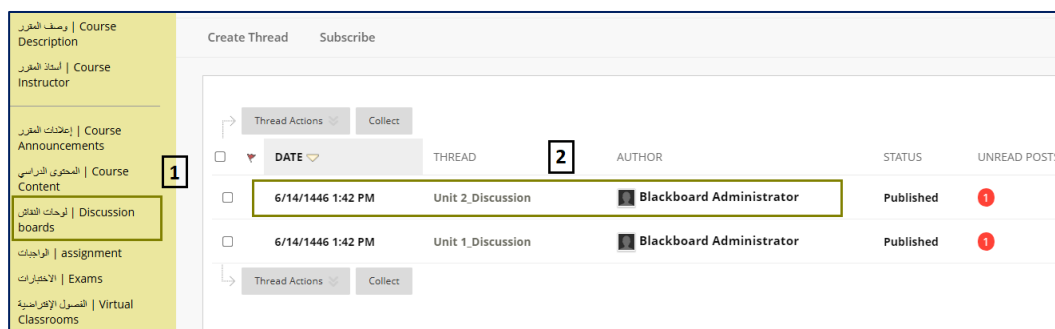 Course | وصف المقرر
Description
Course | أستاذ المقرر
Instructor
Course | إعلانات المقرر
Announcements
Course | المحتوى الدراسي
Content
1
Discussion | لوحات النقاش
boards
assignment | الواجبات
Exams | الاختبارات
Virtual | الفصول الإفتراضية
Classrooms
Create Thread Subscribe
Thread Actions Collect
DATE THREAD 2 AUTHOR STATUS UNREAD POSTS
6/14/1446 1:42 PM Unit 2_Discussion Blackboard Administrator Published 1
6/14/1446 1:42 PM Unit 1_Discussion Blackboard Administrator Published 1
Thread Actions Collect